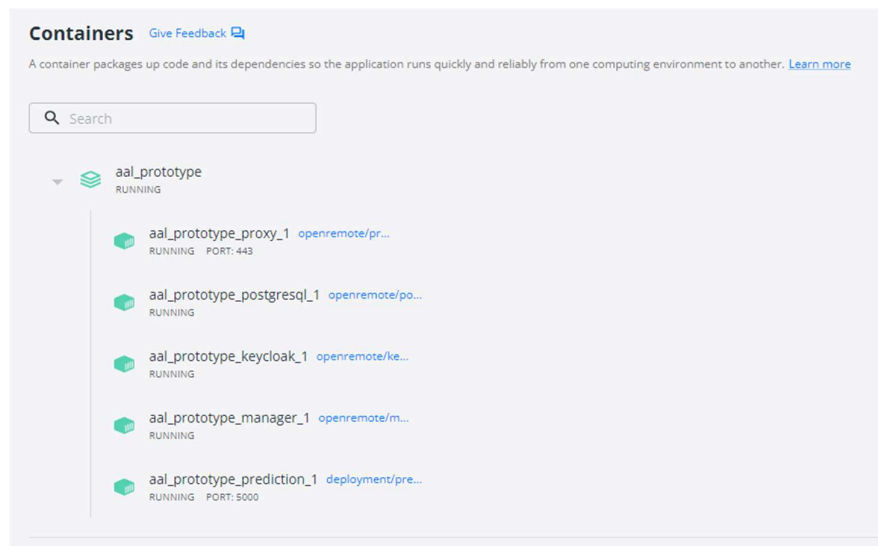 Containers Give Feedback
A container packages up code and its dependencies so the application runs quickly and reliably from one computing environment to another. Learn more
Search
aal_prototype
RUNNING
aal_prototype_proxy_1 openremote/pr...
RUNNING PORT: 443
aal_prototype_postgresql_1 openremote/po...
RUNNING
aal_prototype_keycloak_1 openremote/ke...
RUNNING
aal_prototype_manager_1 openremote/m...
RUNNING
aal_prototype_prediction_1 deployment/pre...
RUNNING PORT: 5000